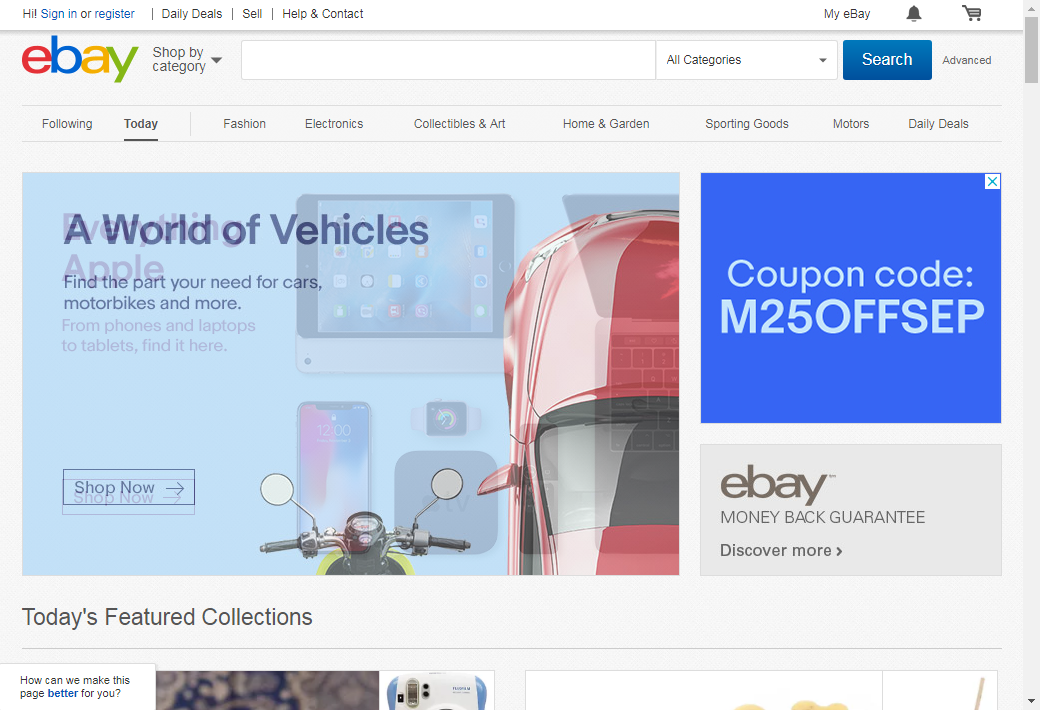 Hi! Sign in or register | Daily Deals | Sell | Help & Contact
My eBay
ebay
Shop by
category
All Categories
Search
Advanced
Following
Today
Fashion
Electronics
Collectibles & Art
Home & Garden
Sporting Goods
Motors
Daily Deals
A World of Vehicles
Everything
Apple
Find the part your need for cars,
motorbikes and more.
From phones and laptops
to tablets, find it here.
12:00
tv
Shop Now
Shop Now
Coupon code:
M25OFFSEP
ebay™
MONEY BACK GUARANTEE
Discover more
Today's Featured Collections
How can we make this
page better for you?
FUJIFILM